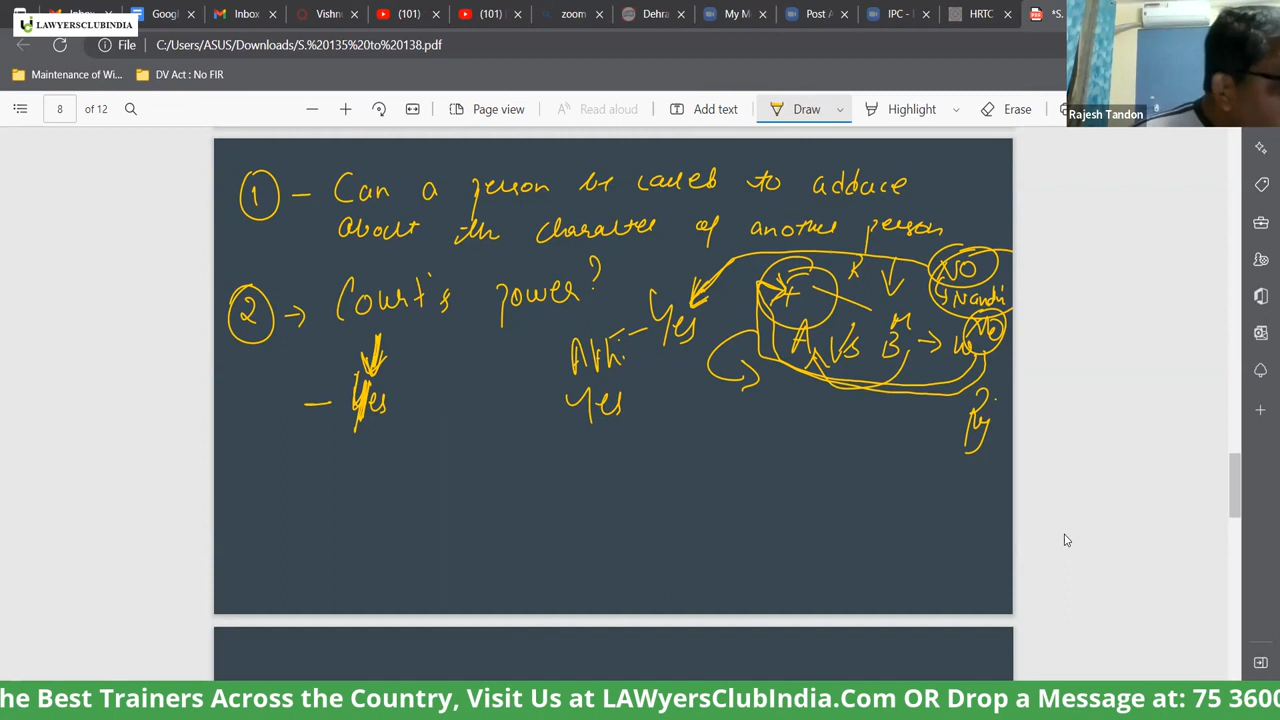 LAWYERSCLUBINDIA
Inbox
Googl
Inbox
Vishn
(101)
(101)
zoom
Dehra
My M
Post
IPC -
HRTC
*S.
File
C:/Users/ASUS/Downloads/S.%20135%20to%20138.pdf
Maintenance of Wi...
DV Act : No FIR
8 of 12
Page view
Read aloud
Add text
Draw
Highlight
Erase
Rajesh Tandon
1 - Can a person be called to adduce
about the character of another person
NO
Nandi
2 → Court's power?
Yes
A Vs B →
No
- Yes
Yes
he Best Trainers Across the Country, Visit Us at LAWyersClubIndia.Com OR Drop a Message at: 75 3600